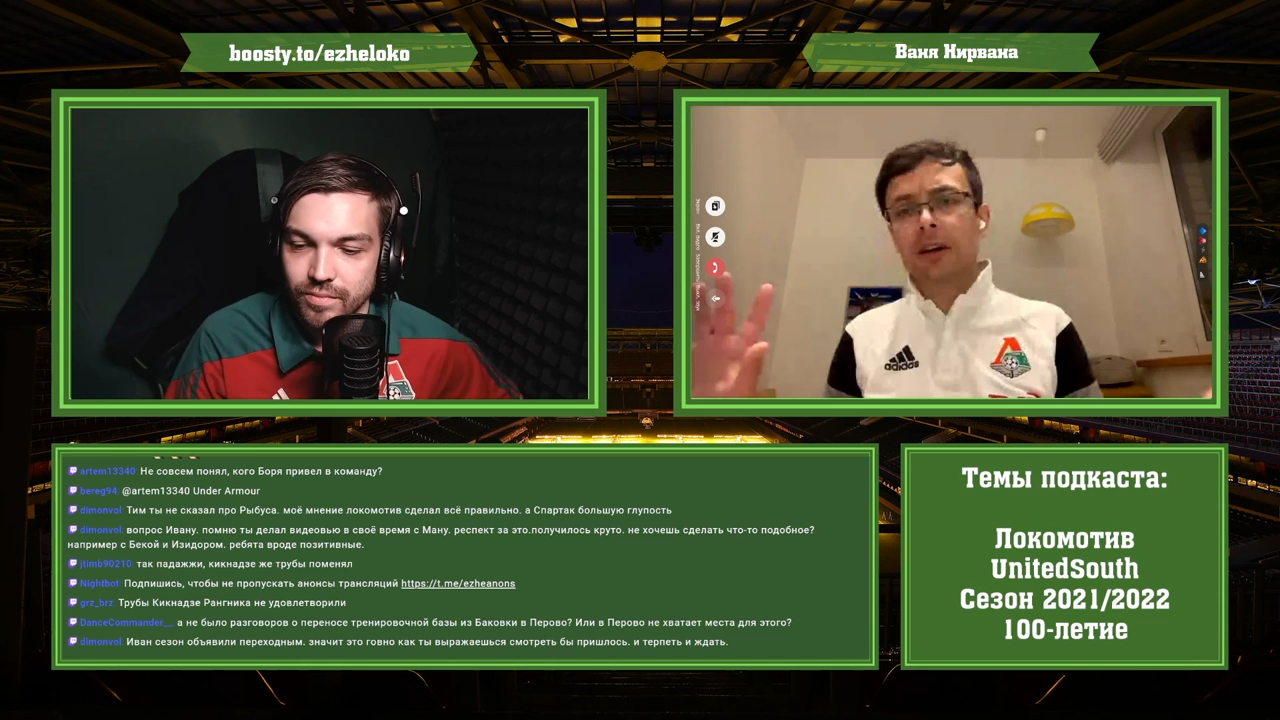 boosty.to/ezheloko
Ваня Нирвана
adidas
artem13340: Не совсем понял, кого Боря привел в команду?
bereg94: @artem13340 Under Armour
dimonvol: Тим ты не сказал про Рыбуса. моё мнение локомотив сделал всё правильно. а Спартак большую глупость
dimonvol: вопрос Ивану. помню ты делал видеовью в своё время с Ману. респект за это.получилось круто. не хочешь сделать что-то подобное?
например с Бекой и Изидором. ребята вроде позитивные.
jtimb90210: так падажжи, кикнадзе же трубы поменял
Nightbot: Подпишись, чтобы не пропускать анонсы трансляций https://t.me/ezheanons
grz_brz: Трубы Кикнадзе Рангника не удовлетворили
DanceCommander__: а не было разговоров о переносе тренировочной базы из Баковки в Перово? Или в Перово не хватает места для этого?
dimonvol: Иван сезон объявили переходным. значит это говно как ты выражаешься смотреть бы пришлось. и терпеть и ждать.
Темы подкаста:
Локомотив
UnitedSouth
Сезон 2021/2022
100-летие